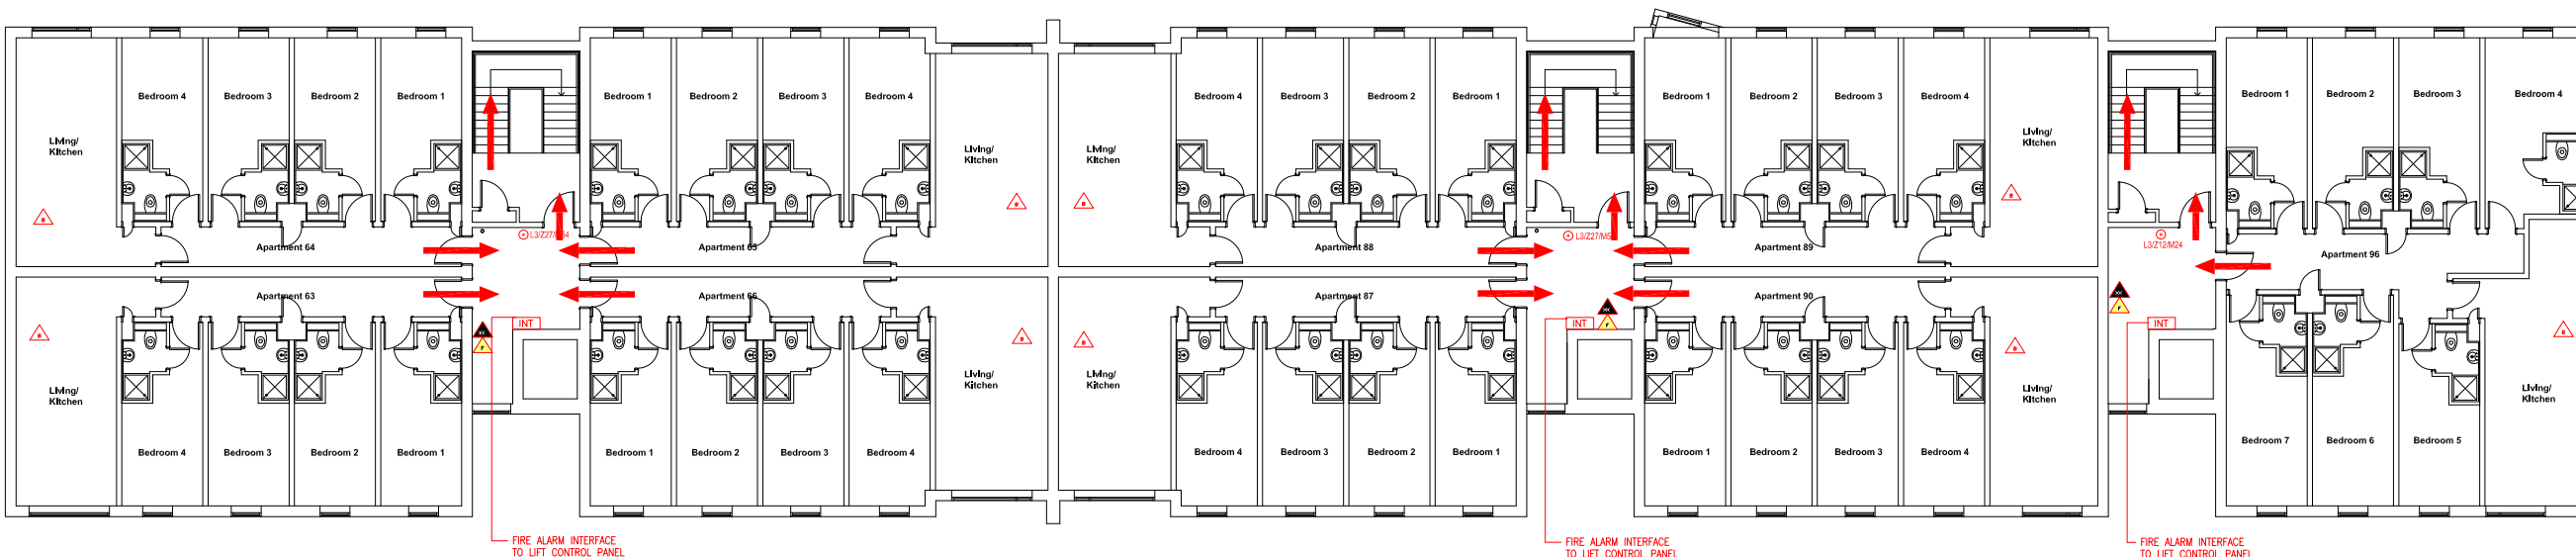 Bedroom 4
Bedroom 3
Bedroom 2
Bedroom 1
Bedroom 1
Bedroom 2
Bedroom 3
Bedroom 4
Bedroom 4
Bedroom 3
Bedroom 2
Bedroom 1
Bedroom 1
Bedroom 2
Bedroom 3
Bedroom 4
Bedroom 1
Bedroom 2
Bedroom 3
Bedroom 4
Living/
Kitchen
Living/
Kitchen
Living/
Kitchen
Living/
Kitchen
Apartment 64
Apartment 65
Apartment 88
Apartment 89
Apartment 96
L3/Z12/M24
Apartment 63
Apartment 66
Apartment 87
Apartment 90
INT
INT
INT
Living/
Kitchen
Living/
Kitchen
Living/
Kitchen
Living/
Kitchen
Living/
Kitchen
Bedroom 4
Bedroom 3
Bedroom 2
Bedroom 1
Bedroom 1
Bedroom 2
Bedroom 3
Bedroom 4
Bedroom 4
Bedroom 3
Bedroom 2
Bedroom 1
Bedroom 1
Bedroom 2
Bedroom 3
Bedroom 4
Bedroom 7
Bedroom 6
Bedroom 5
FIRE ALARM INTERFACE
TO LIFT CONTROL PANEL
FIRE ALARM INTERFACE
TO LIFT CONTROL PANEL
FIRE ALARM INTERFACE
TO LIFT CONTROL PANEL